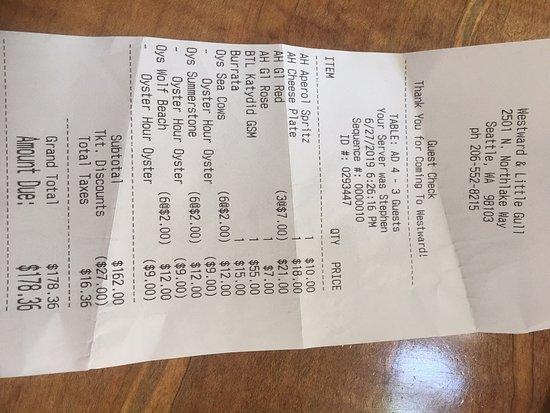 Westward & Little Gull
2501 N. Northlake Way
Seattle, WA 98103
ph 206-552-8215
Guest Check
Thank You for Coming To Westward!
TABLE: AD 4 - 3 Guests
Your Server was Stephen
6/27/2019 6:26:16 PM
Sequence #: 0000010
ID #: 0293447
ITEM QTY PRICE
AH Aperol Spritz 1 $10.00
AH Cheese Plate 1 $18.00
AH Gl Red (3@$7.00) $21.00
AH Gl Rose 1 $7.00
BTL Katydid GSM 1 $55.00
Burrata 1 $15.00
Oys Sea Cows (6@$2.00) $12.00
- Oyster Hour Oyster ($9.00)
Oys Summerstone (6@$2.00) $12.00
- Oyster Hour Oyster ($9.00)
Oys Wolf Beach (6@$2.00) $12.00
- Oyster Hour Oyster ($9.00)
Subtotal $162.00
Tkt. Discounts ($27.00)
Total Taxes $16.36
Grand Total $178.36
Amount Due: $178.36